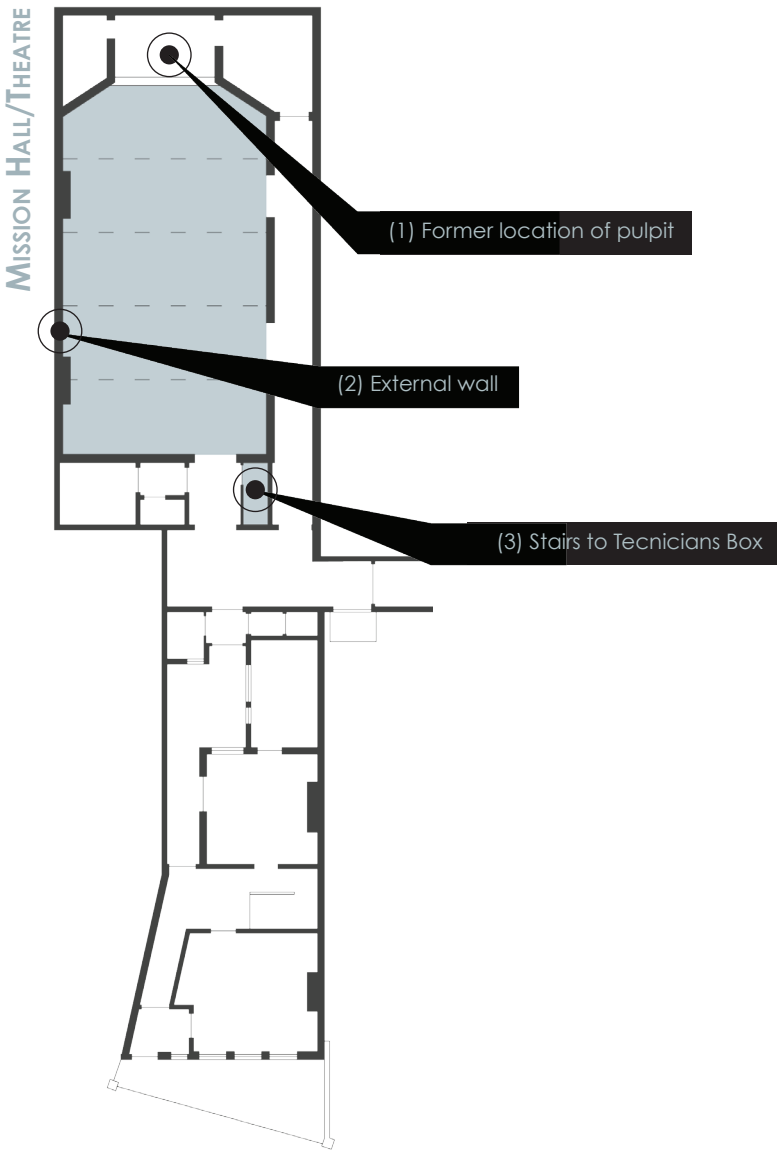 MISSION HALL/THEATRE
(1) Former location of pulpit
(2) External wall
(3) Stairs to Tecnicians Box